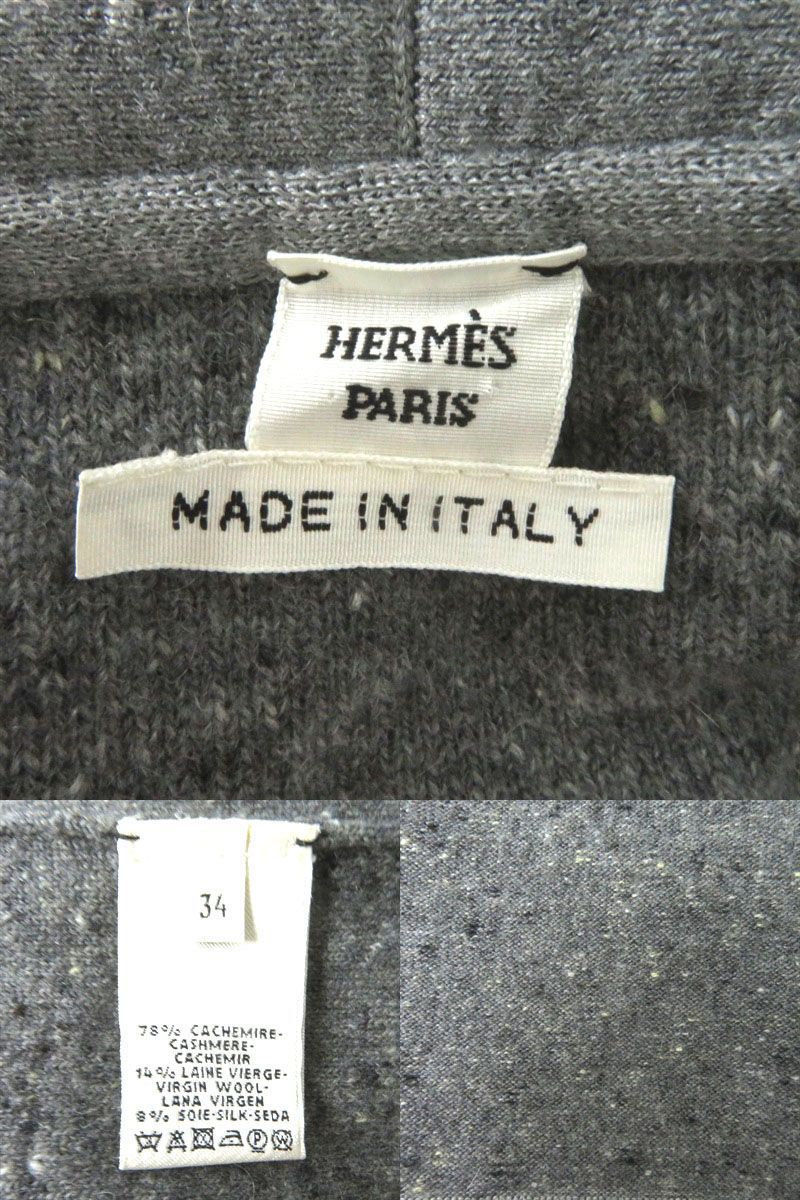 HERMÈS
PARIS
MADE IN ITALY
34
78% CACHEMIRE-
CASHMERE-
CACHEMIR
14% LAINE VIERGE-
VIRGIN WOOL-
LANA VIRGEN
8% SOIE-SILK-SEDA